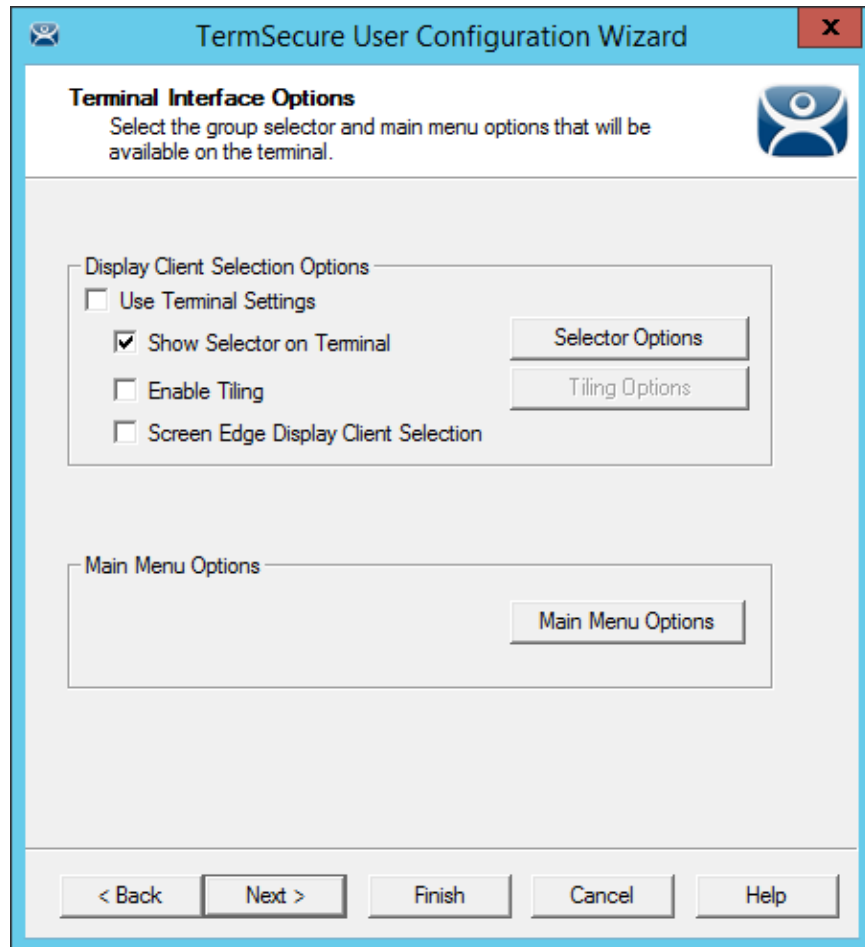 TermSecure User Configuration Wizard
x
Terminal Interface Options
Select the group selector and main menu options that will be
available on the terminal.
Display Client Selection Options
Use Terminal Settings
Show Selector on Terminal
Selector Options
Enable Tiling
Tiling Options
Screen Edge Display Client Selection
Main Menu Options
Main Menu Options
< Back
Next >
Finish
Cancel
Help